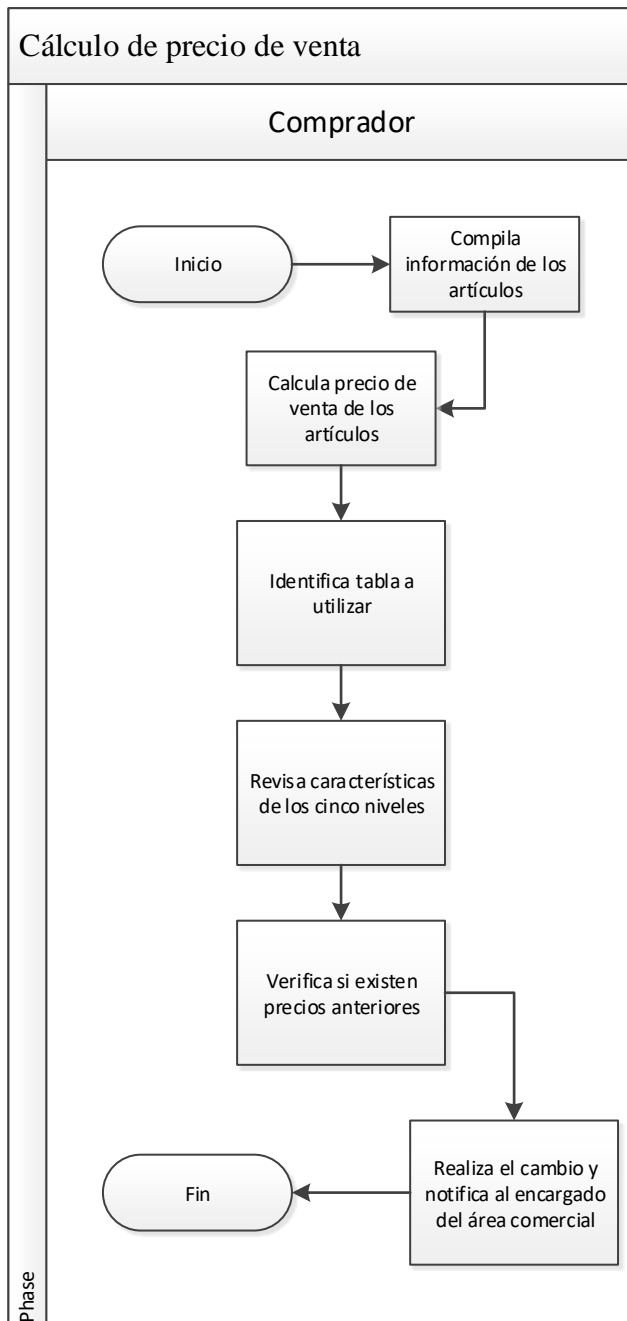 Cálculo de precio de venta
Comprador
Inicio
Compila
información de los
artículos
Calcula precio de
venta de los
artículos
Identifica tabla a
utilizar
Revisa características
de los cinco niveles
Verifica si existen
precios anteriores
Realiza el cambio y
notifica al encargado
del área comercial
Fin
Phase